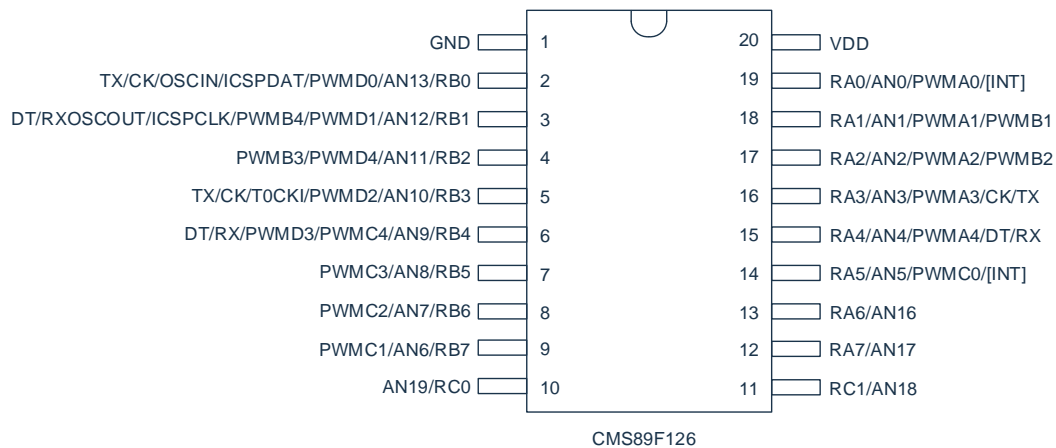 GND 1 20 VDD
TX/CK/OSCIN/ICSPDAT/PWMD0/AN13/RB0 2 19 RA0/AN0/PWMA0/[INT]
DT/RXOSCOUT/ICSPCLK/PWMB4/PWMD1/AN12/RB1 3 18 RA1/AN1/PWMA1/PWMB1
PWMB3/PWMD4/AN11/RB2 4 17 RA2/AN2/PWMA2/PWMB2
TX/CK/T0CKI/PWMD2/AN10/RB3 5 16 RA3/AN3/PWMA3/CK/TX
DT/RX/PWMD3/PWMC4/AN9/RB4 6 15 RA4/AN4/PWMA4/DT/RX
PWMC3/AN8/RB5 7 14 RA5/AN5/PWMC0/[INT]
PWMC2/AN7/RB6 8 13 RA6/AN16
PWMC1/AN6/RB7 9 12 RA7/AN17
AN19/RC0 10 11 RC1/AN18
CMS89F126